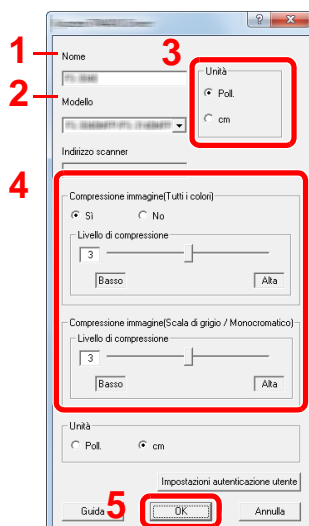 1
Nome
3
Unità
2
Poll.
Modello
cm
Indirizzo scanner
4
Compressione immagine(Tutti i colori)
Sì No
Livello di compressione
3
Basso Alta
Compressione immagine(Scala di grigio / Monocromatico)
Livello di compressione
3
Basso Alta
Unità
Poll. cm
Impostazioni autenticazione utente
5
Guida OK Annulla